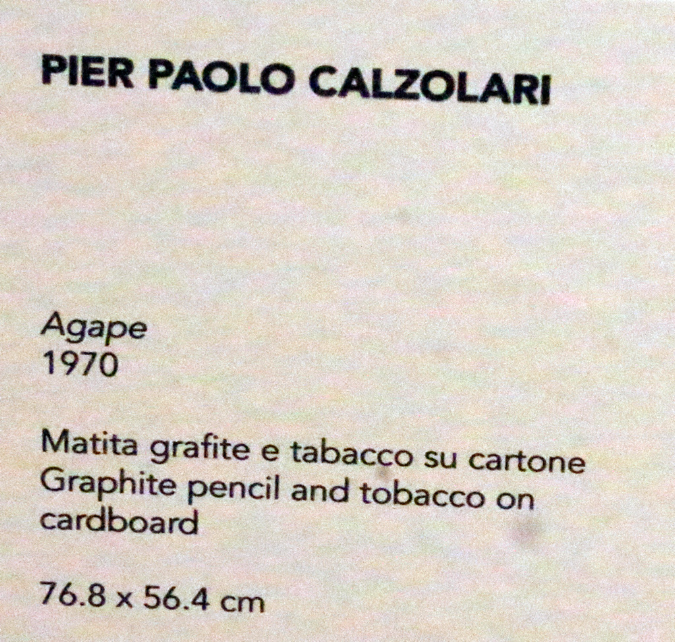 PIER PAOLO CALZOLARI
Agape
1970
Matita grafite e tabacco su cartone
Graphite pencil and tobacco on
cardboard
76.8 x 56.4 cm